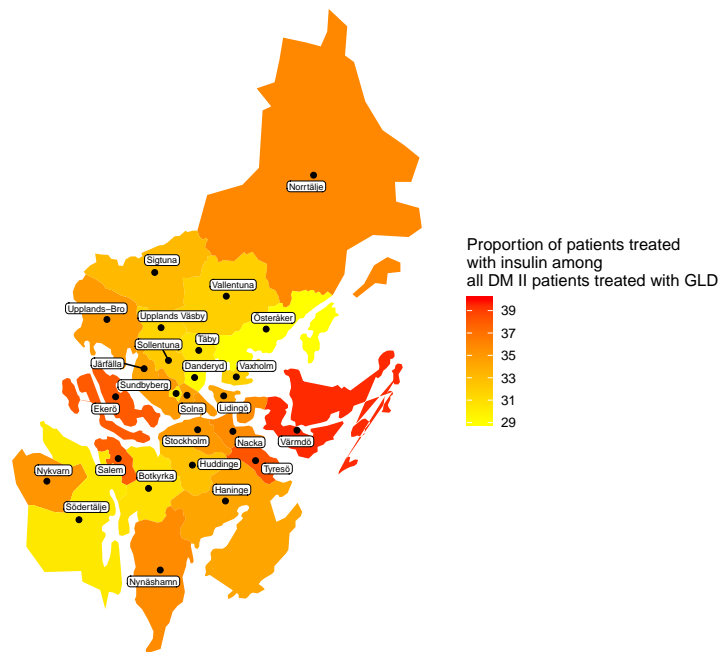 Norrtälje
Sigtuna
Vallentuna
Upplands−Bro
Upplands Väsby
Österåker
Sollentuna
Täby
Järfälla
Danderyd
Vaxholm
Sundbyberg
Ekerö
Solna
Lidingö
Stockholm
Nacka
Värmdö
Nykvarn
Salem
Botkyrka
Huddinge
Tyresö
Haninge
Södertälje
Nynäshamn
Proportion of patients treated
with insulin among
all DM II patients treated with GLD
39
37
35
33
31
29